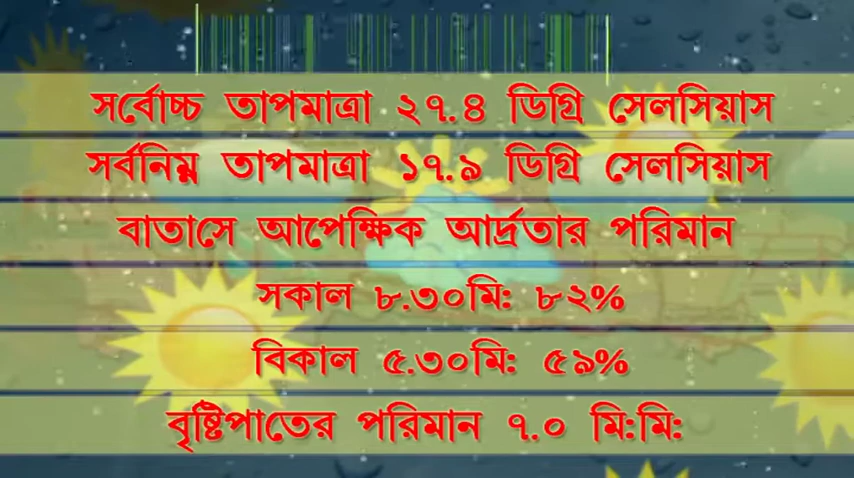 সর্বোচ্চ তাপমাত্রা ২৭.৪ ডিগ্রি সেলসিয়াস
সর্বনিম্ন তাপমাত্রা ১৭.৯ ডিগ্রি সেলসিয়াস
বাতাসে আপেক্ষিক আর্দ্রতার পরিমান
সকাল ৮.৩০মি: ৮২%
বিকাল ৫.৩০মি: ৫৯%
বৃষ্টিপাতের পরিমান ৭.০ মি:মি: